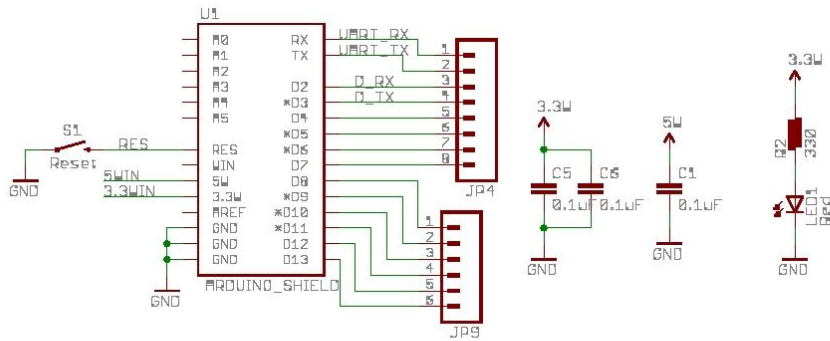 U1
A0
A1
A2
A3
A4
A5
RES
VIN
5V
3.3V
AREF
GND
GND
GND
RX
TX
D2
*D3
D4
*D5
*D6
D7
D8
*D9
*D10
*D11
D12
D13
ARDUINO_SHIELD
UART_RX
UART_TX
D_RX
D_TX
1
2
3
4
5
6
7
8
JP4
1
2
3
4
5
6
JP9
S1
Reset
RES
GND
5VIN
3.3VIN
GND
3.3V
C5
0.1uF
C6
0.1uF
GND
5V
C1
0.1uF
GND
3.3V
R2
330
LED1
Red
GND